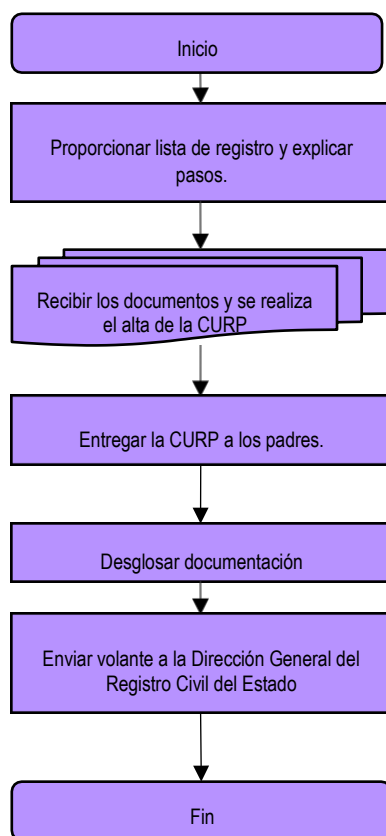 Inicio
Proporcionar lista de registro y explicar
pasos.
Recibir los documentos y se realiza
el alta de la CURP
Entregar la CURP a los padres.
Desglosar documentación
Enviar volante a la Dirección General del
Registro Civil del Estado
Fin